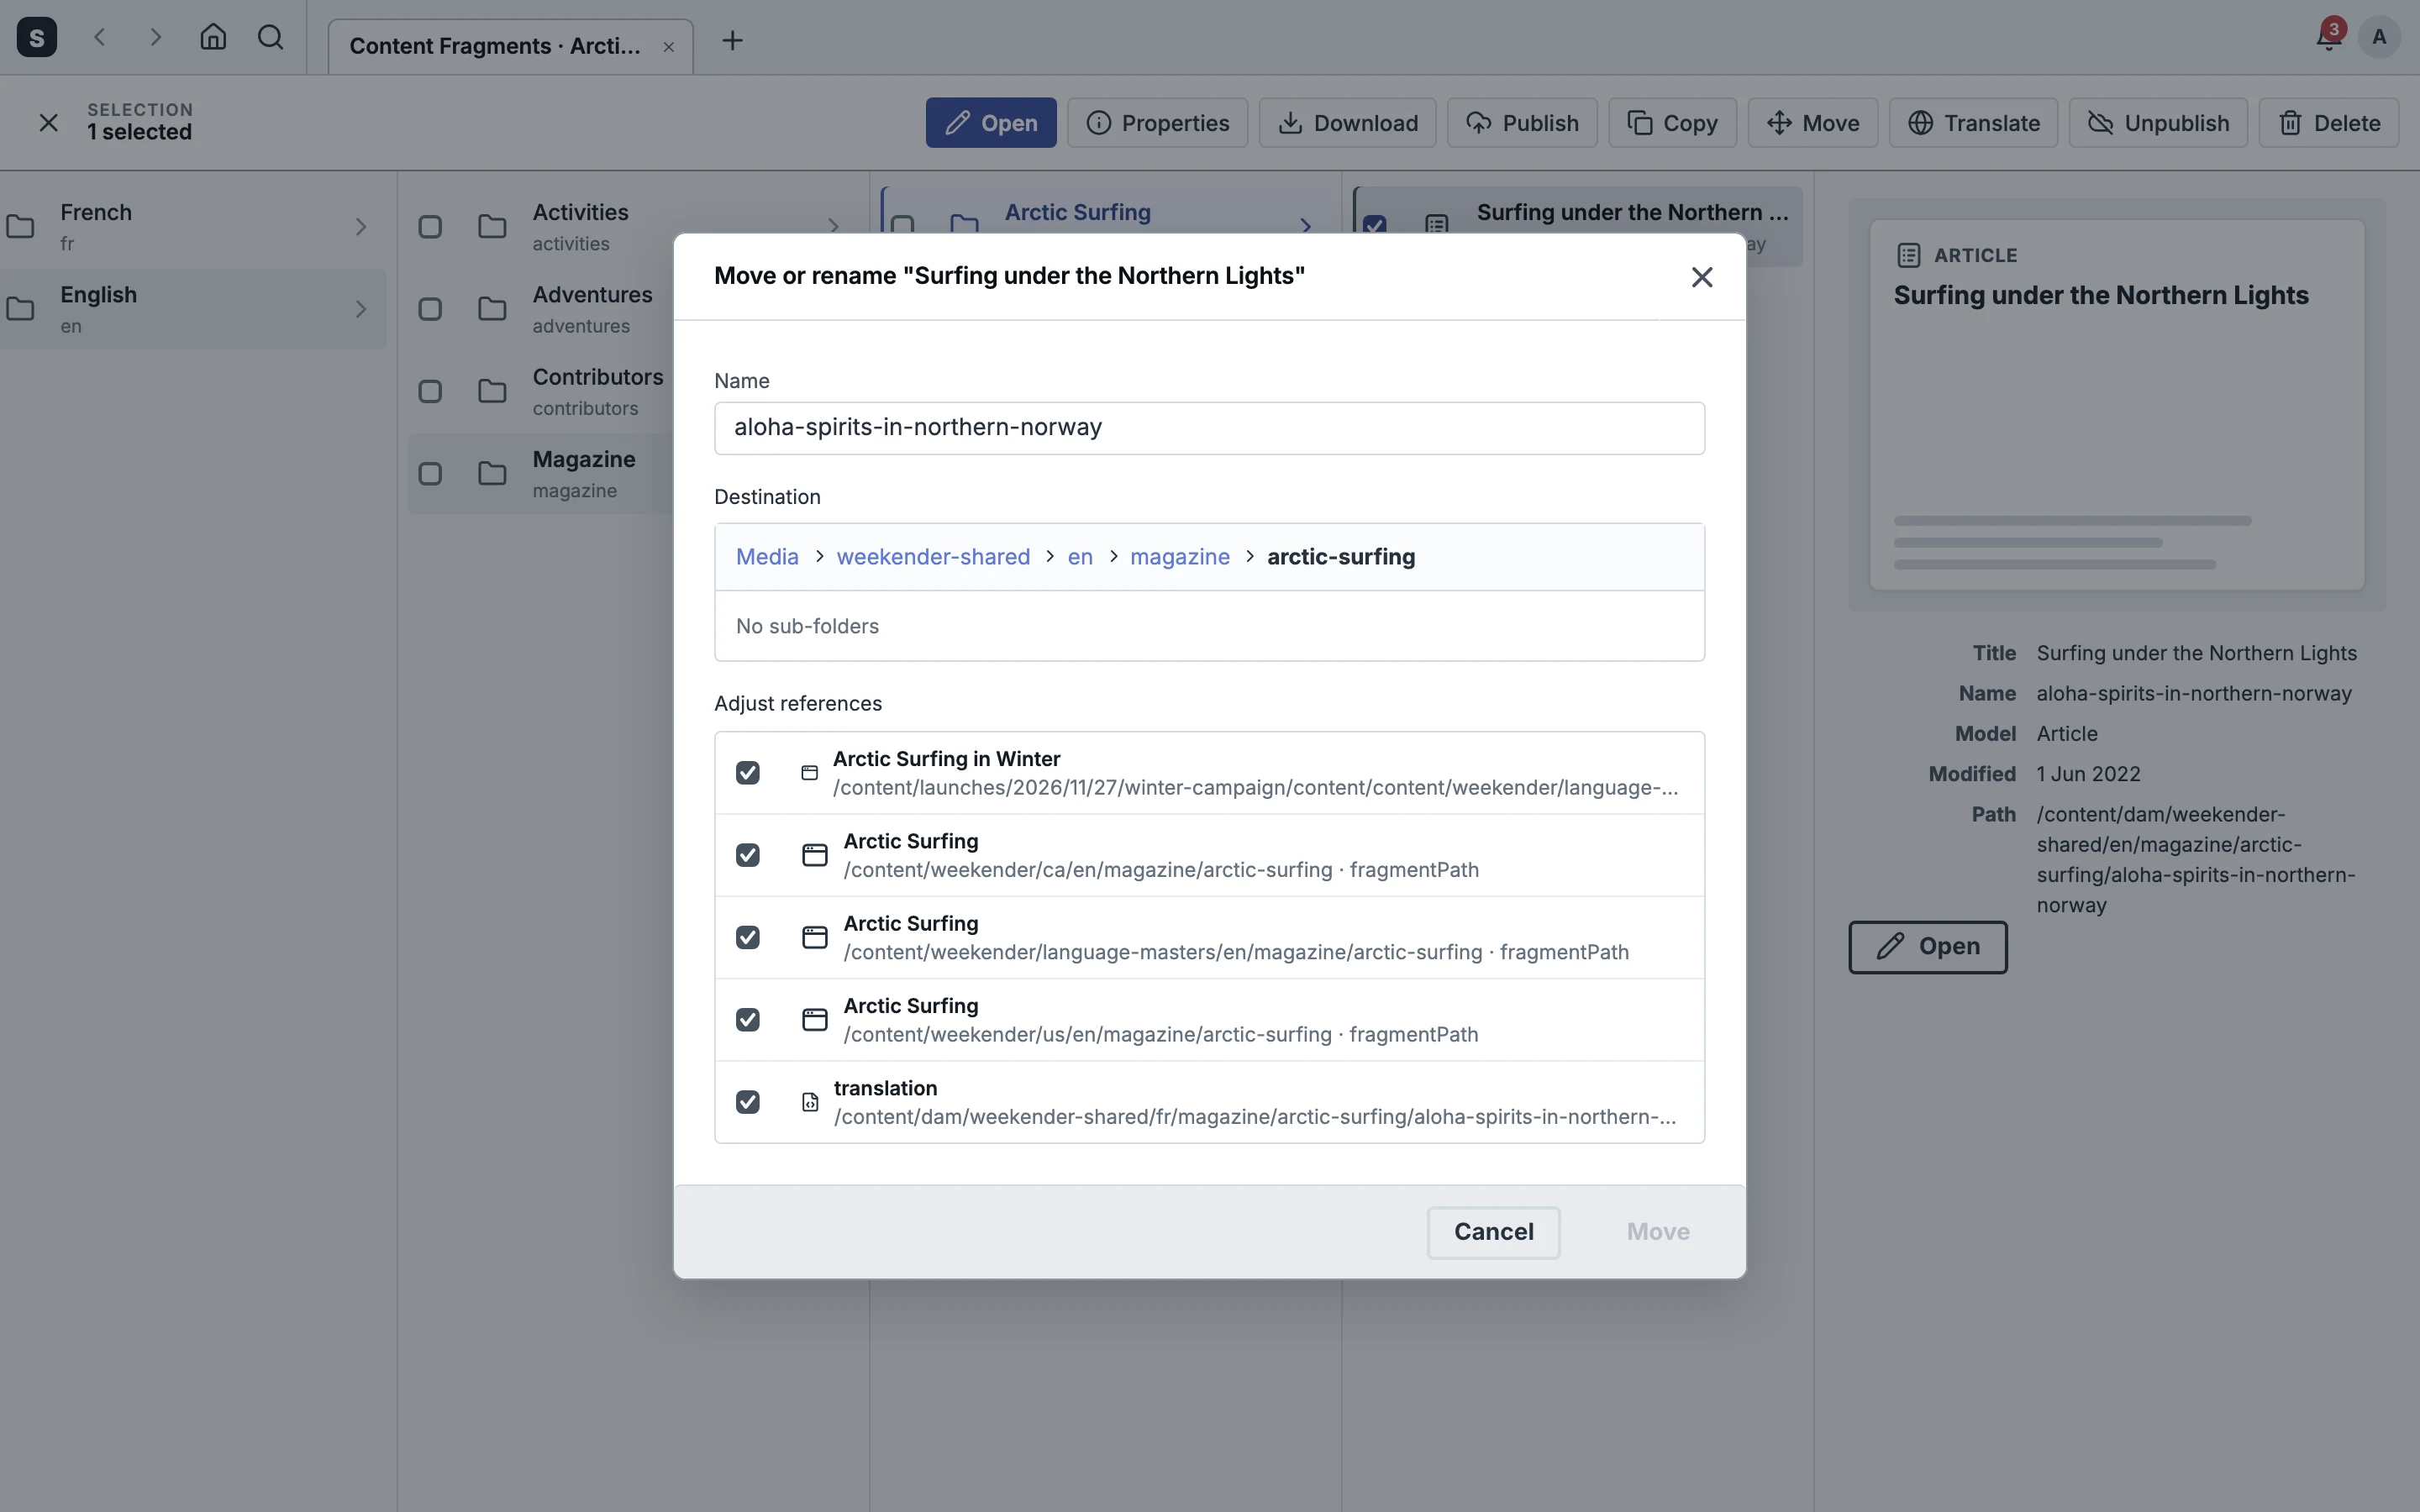 S
Content Fragments · Arcti...
3
A
SELECTION
1 selected
Open
Properties
Download
Publish
Copy
Move
Translate
Unpublish
Delete
French
fr
English
en
Activities
activities
Adventures
adventures
Contributors
contributors
Magazine
magazine
Arctic Surfing
Surfing under the Northern ...
ay
Move or rename "Surfing under the Northern Lights"
Name
aloha-spirits-in-northern-norway
Destination
Media > weekender-shared > en > magazine > arctic-surfing
No sub-folders
Adjust references
Arctic Surfing in Winter
/content/launches/2026/11/27/winter-campaign/content/content/weekender/language-...
Arctic Surfing
/content/weekender/ca/en/magazine/arctic-surfing · fragmentPath
Arctic Surfing
/content/weekender/language-masters/en/magazine/arctic-surfing · fragmentPath
Arctic Surfing
/content/weekender/us/en/magazine/arctic-surfing · fragmentPath
translation
/content/dam/weekender-shared/fr/magazine/arctic-surfing/aloha-spirits-in-northern-...
Cancel
Move
ARTICLE
Surfing under the Northern Lights
Title Surfing under the Northern Lights
Name aloha-spirits-in-northern-norway
Model Article
Modified 1 Jun 2022
Path /content/dam/weekender-
shared/en/magazine/arctic-
surfing/aloha-spirits-in-northern-
norway
Open